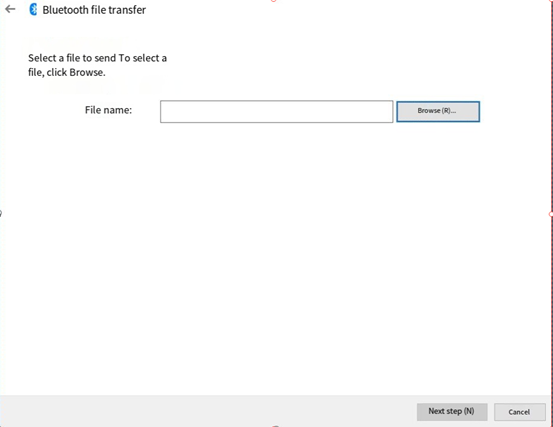 Bluetooth file transfer
Select a file to send To select a
file, click Browse.
File name:
Browse (R)...
Next step (N)
Cancel